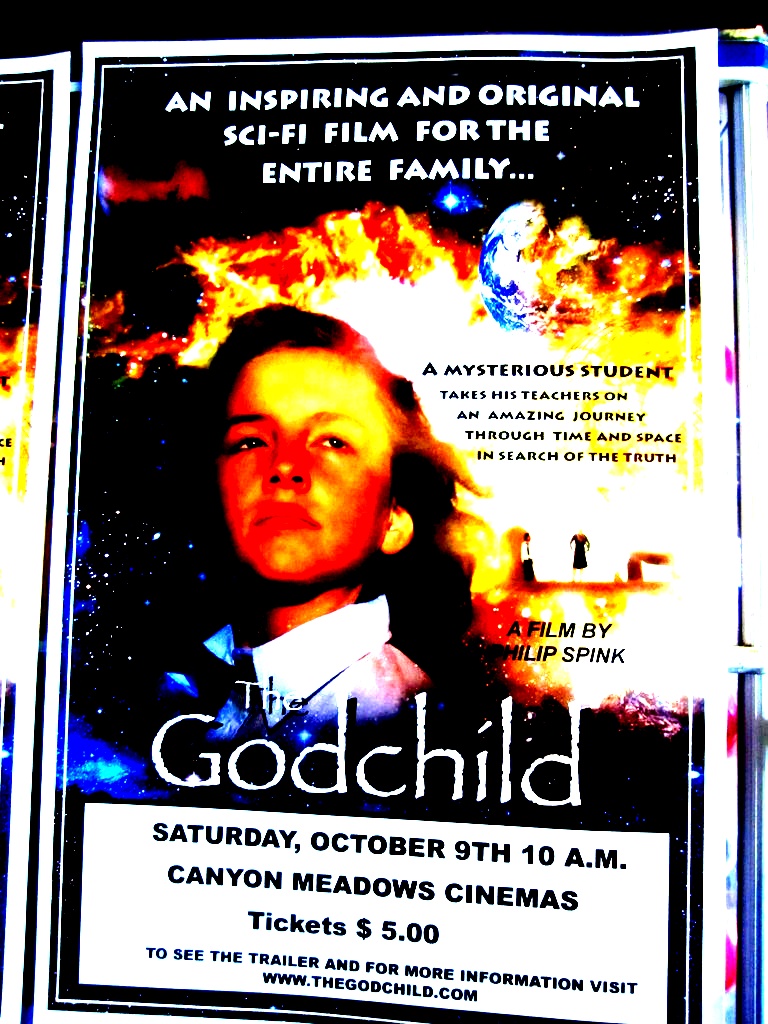 AN INSPIRING AND ORIGINAL
SCI-FI FILM FOR THE
ENTIRE FAMILY...
A MYSTERIOUS STUDENT
TAKES HIS TEACHERS ON
AN AMAZING JOURNEY
THROUGH TIME AND SPACE
IN SEARCH OF THE TRUTH
A FILM BY
PHILIP SPINK
The
Godchild
SATURDAY, OCTOBER 9TH 10 A.M.
CANYON MEADOWS CINEMAS
Tickets $ 5.00
TO SEE THE TRAILER AND FOR MORE INFORMATION VISIT
WWW.THEGODCHILD.COM